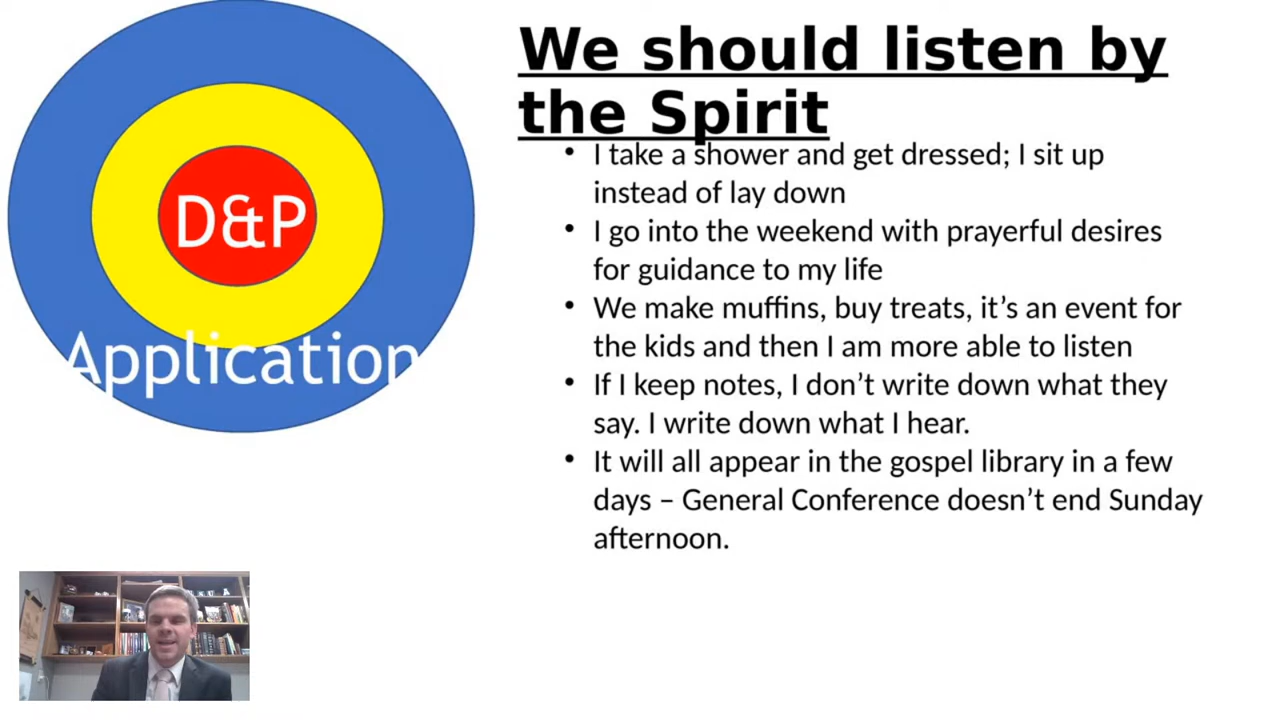 We should listen by
the Spirit
• I take a shower and get dressed; I sit up
instead of lay down
• I go into the weekend with prayerful desires
for guidance to my life
• We make muffins, buy treats, it’s an event for
the kids and then I am more able to listen
• If I keep notes, I don’t write down what they
say. I write down what I hear.
• It will all appear in the gospel library in a few
days – General Conference doesn’t end Sunday
afternoon.
D&P
Application